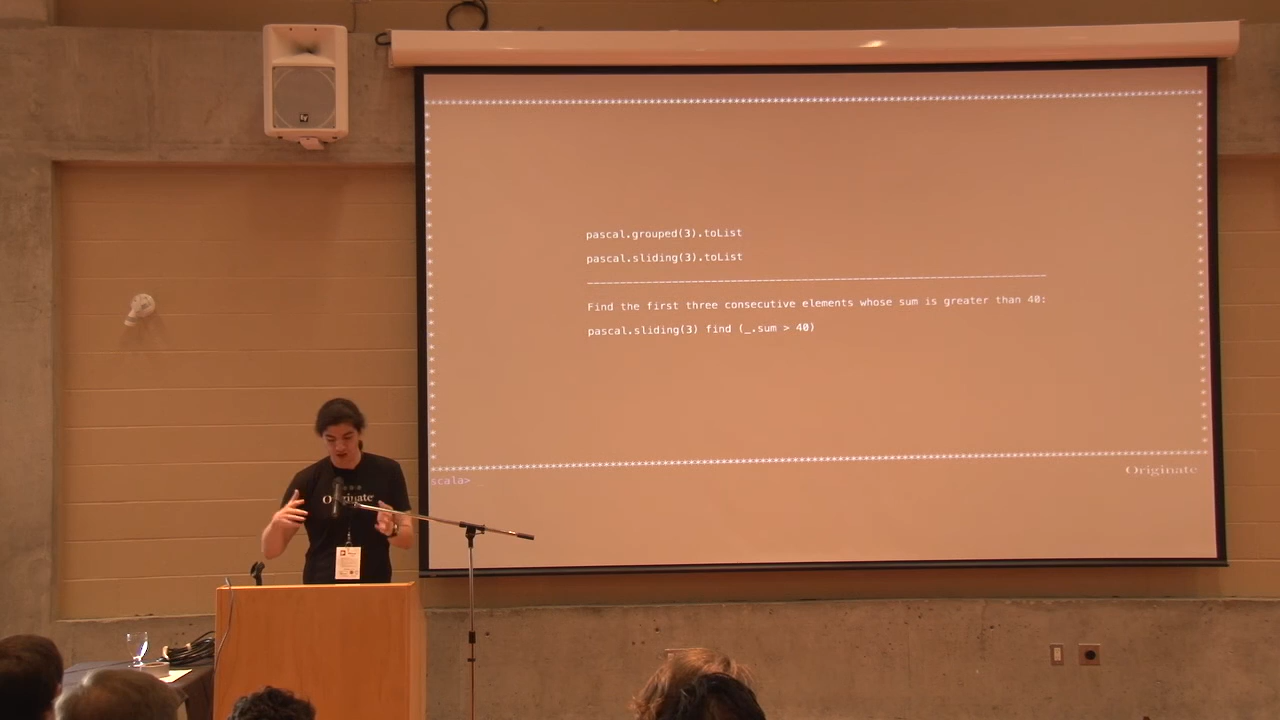 pascal.grouped(3).toList
pascal.sliding(3).toList
Find the first three consecutive elements whose sum is greater than 40:
pascal.sliding(3) find (_.sum > 40)
Originate
scala> _
Originate